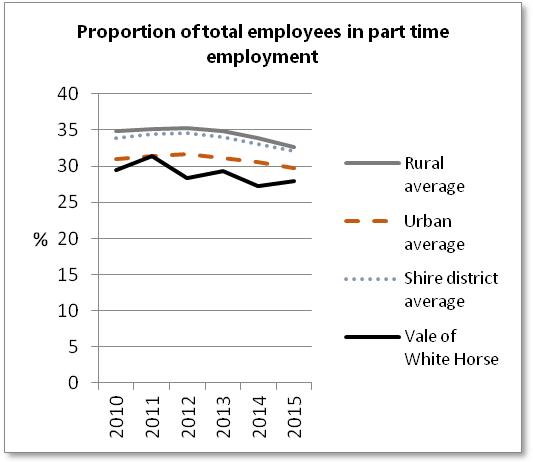 Proportion of total employees in part time
employment
40
35
30
25
20
15
10
5
0
%
2010
2011
2012
2013
2014
2015
Rural
average
Urban
average
Shire district
average
Vale of
White Horse